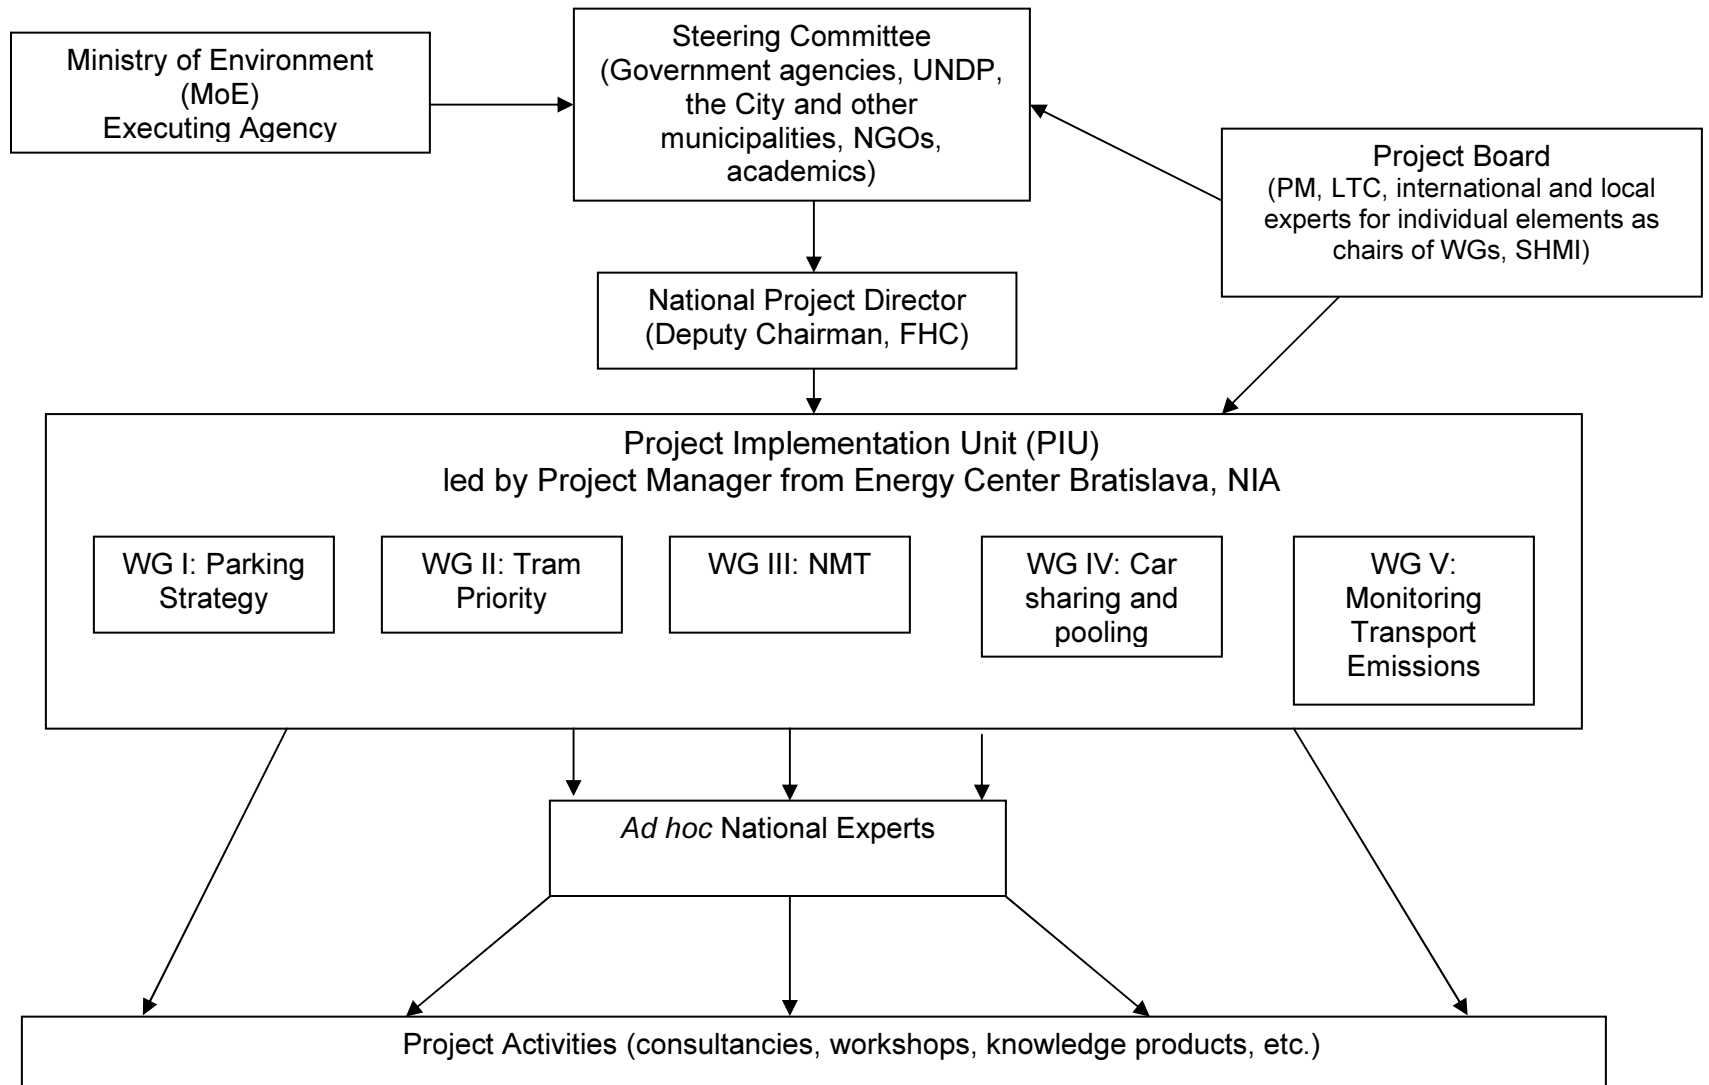 Ministry of Environment
(MoE)
Executing Agency
Steering Committee
(Government agencies, UNDP,
the City and other
municipalities, NGOs,
academics)
Project Board
(PM, LTC, international and local
experts for individual elements as
chairs of WGs, SHMI)
National Project Director
(Deputy Chairman, FHC)
Project Implementation Unit (PIU)
led by Project Manager from Energy Center Bratislava, NIA
WG I: Parking
Strategy
WG II: Tram
Priority
WG III: NMT
WG IV: Car
sharing and
pooling
WG V:
Monitoring
Transport
Emissions
Ad hoc National Experts
Project Activities (consultancies, workshops, knowledge products, etc.)